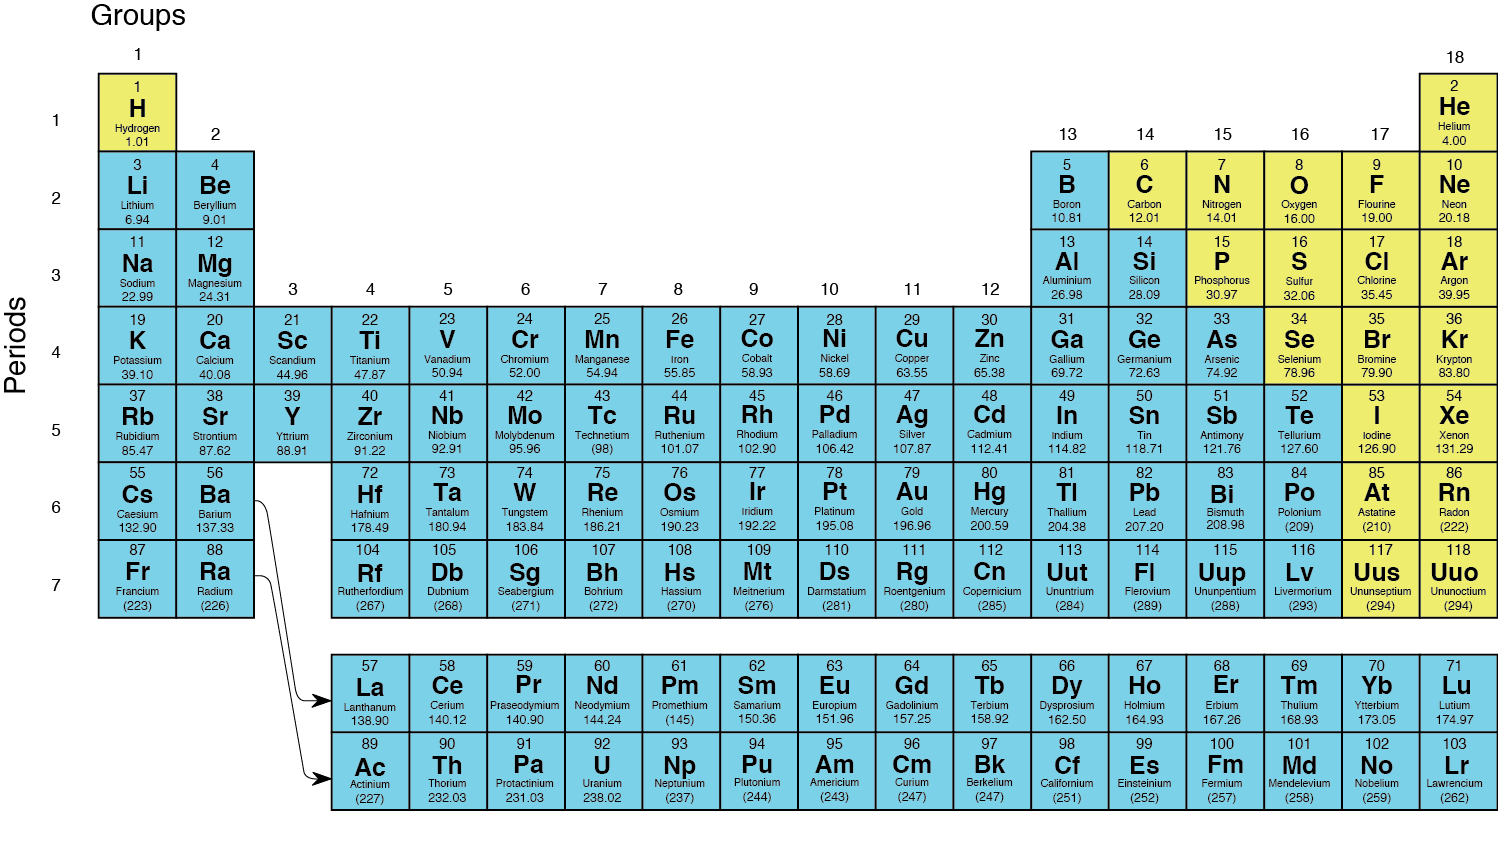 Groups
1
18
1
H
Hydrogen
1.01
2
He
Helium
4.00
1
2
13
14
15
16
17
3
Li
Lithium
6.94
4
Be
Beryllium
9.01
5
B
Boron
10.81
6
C
Carbon
12.01
7
N
Nitrogen
14.01
8
O
Oxygen
16.00
9
F
Flourine
19.00
10
Ne
Neon
20.18
2
11
Na
Sodium
22.99
12
Mg
Magnesium
24.31
13
Al
Aluminium
26.98
14
Si
Silicon
28.09
15
P
Phosphorus
30.97
16
S
Sulfur
32.06
17
Cl
Chlorine
35.45
18
Ar
Argon
39.95
3
3
4
5
6
7
8
9
10
11
12
Periods
19
K
Potassium
39.10
20
Ca
Calcium
40.08
21
Sc
Scandium
44.96
22
Ti
Titanium
47.87
23
V
Vanadium
50.94
24
Cr
Chromium
52.00
25
Mn
Manganese
54.94
26
Fe
Iron
55.85
27
Co
Cobalt
58.93
28
Ni
Nickel
58.69
29
Cu
Copper
63.55
30
Zn
Zinc
65.38
31
Ga
Gallium
69.72
32
Ge
Germanium
72.63
33
As
Arsenic
74.92
34
Se
Selenium
78.96
35
Br
Bromine
79.90
36
Kr
Krypton
83.80
4
37
Rb
Rubidium
85.47
38
Sr
Strontium
87.62
39
Y
Yttrium
88.91
40
Zr
Zirconium
91.22
41
Nb
Niobium
92.91
42
Mo
Molybdenum
95.96
43
Tc
Technetium
(98)
44
Ru
Ruthenium
101.07
45
Rh
Rhodium
102.90
46
Pd
Palladium
106.42
47
Ag
Silver
107.87
48
Cd
Cadmium
112.41
49
In
Indium
114.82
50
Sn
Tin
118.71
51
Sb
Antimony
121.76
52
Te
Tellurium
127.60
53
I
Iodine
126.90
54
Xe
Xenon
131.29
5
55
Cs
Caesium
132.90
56
Ba
Barium
137.33
72
Hf
Hafnium
178.49
73
Ta
Tantalum
180.94
74
W
Tungstem
183.84
75
Re
Rhenium
186.21
76
Os
Osmium
190.23
77
Ir
Iridium
192.22
78
Pt
Platinum
195.08
79
Au
Gold
196.96
80
Hg
Mercury
200.59
81
Tl
Thallium
204.38
82
Pb
Lead
207.20
83
Bi
Bismuth
208.98
84
Po
Polonium
(209)
85
At
Astatine
(210)
86
Rn
Radon
(222)
6
87
Fr
Francium
(223)
88
Ra
Radium
(226)
104
Rf
Rutherfordium
(267)
105
Db
Dubnium
(268)
106
Sg
Seabergium
(271)
107
Bh
Bohrium
(272)
108
Hs
Hassium
(270)
109
Mt
Meitnerium
(276)
110
Ds
Darmstatium
(281)
111
Rg
Roentgenium
(280)
112
Cn
Copernicium
(285)
113
Uut
Ununtrium
(284)
114
Fl
Flerovium
(289)
115
Uup
Ununpentium
(288)
116
Lv
Livermorium
(293)
117
Uus
Ununseptium
(294)
118
Uuo
Ununoctium
(294)
7
57
La
Lanthanum
138.90
58
Ce
Cerium
140.12
59
Pr
Praseodymium
140.90
60
Nd
Neodymium
144.24
61
Pm
Promethium
(145)
62
Sm
Samarium
150.36
63
Eu
Europium
151.96
64
Gd
Gadolinium
157.25
65
Tb
Terbium
158.92
66
Dy
Dysprosium
162.50
67
Ho
Holmium
164.93
68
Er
Erbium
167.26
69
Tm
Thulium
168.93
70
Yb
Ytterbium
173.05
71
Lu
Lutium
174.97
89
Ac
Actinium
(227)
90
Th
Thorium
232.03
91
Pa
Protactinium
231.03
92
U
Uranium
238.02
93
Np
Neptunium
(237)
94
Pu
Plutonium
(244)
95
Am
Americium
(243)
96
Cm
Curium
(247)
97
Bk
Berkelium
(247)
98
Cf
Californium
(251)
99
Es
Einsteinium
(252)
100
Fm
Fermium
(257)
101
Md
Mendelevium
(258)
102
No
Nobelium
(259)
103
Lr
Lawrencium
(262)